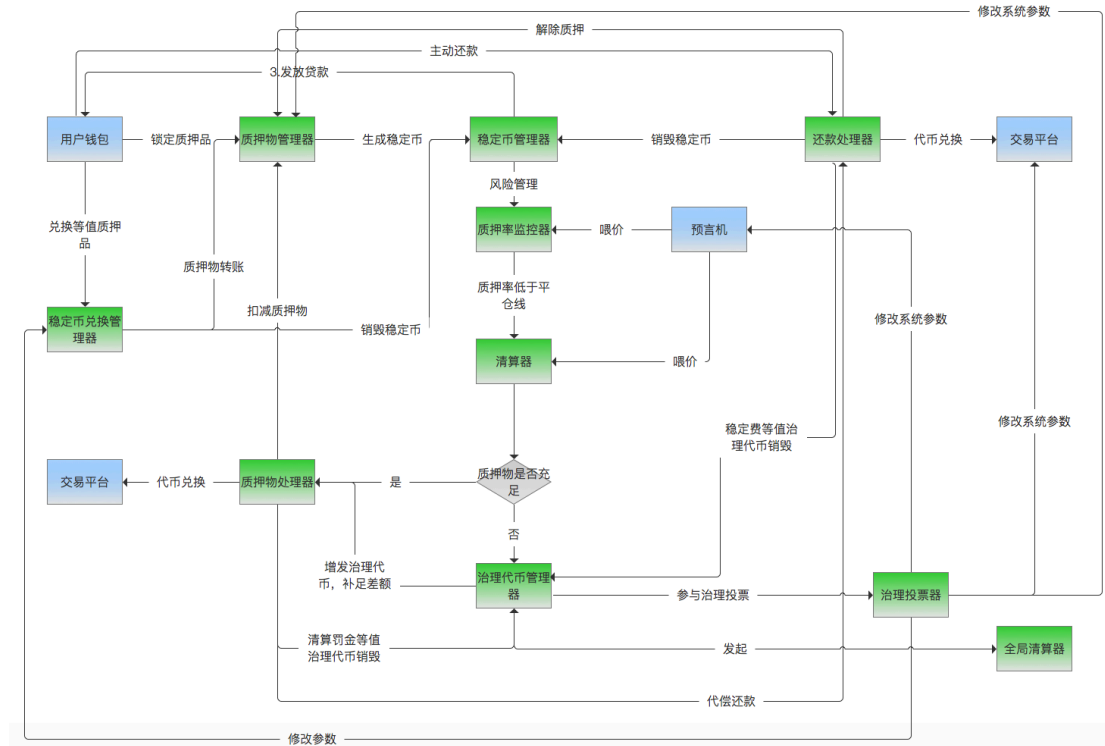 修改系统参数
解除质押
主动还款
3.发放贷款
用户钱包
锁定质押品
质押物管理器
生成稳定币
稳定币管理器
销毁稳定币
还款处理器
代币兑换
交易平台
风险管理
兑换等值质押
品
质押率监控器
喂价
预言机
质押物转账
质押率低于平
仓线
扣减质押物
稳定币兑换管
理器
销毁稳定币
修改系统参数
清算器
喂价
修改系统参数
稳定费等值治
理代币销毁
交易平台
代币兑换
质押物处理器
是
质押物是否充
足
否
增发治理代
币，补足差额
治理代币管理
器
参与治理投票
治理投票器
清算罚金等值
治理代币销毁
发起
全局清算器
代偿还款
修改参数